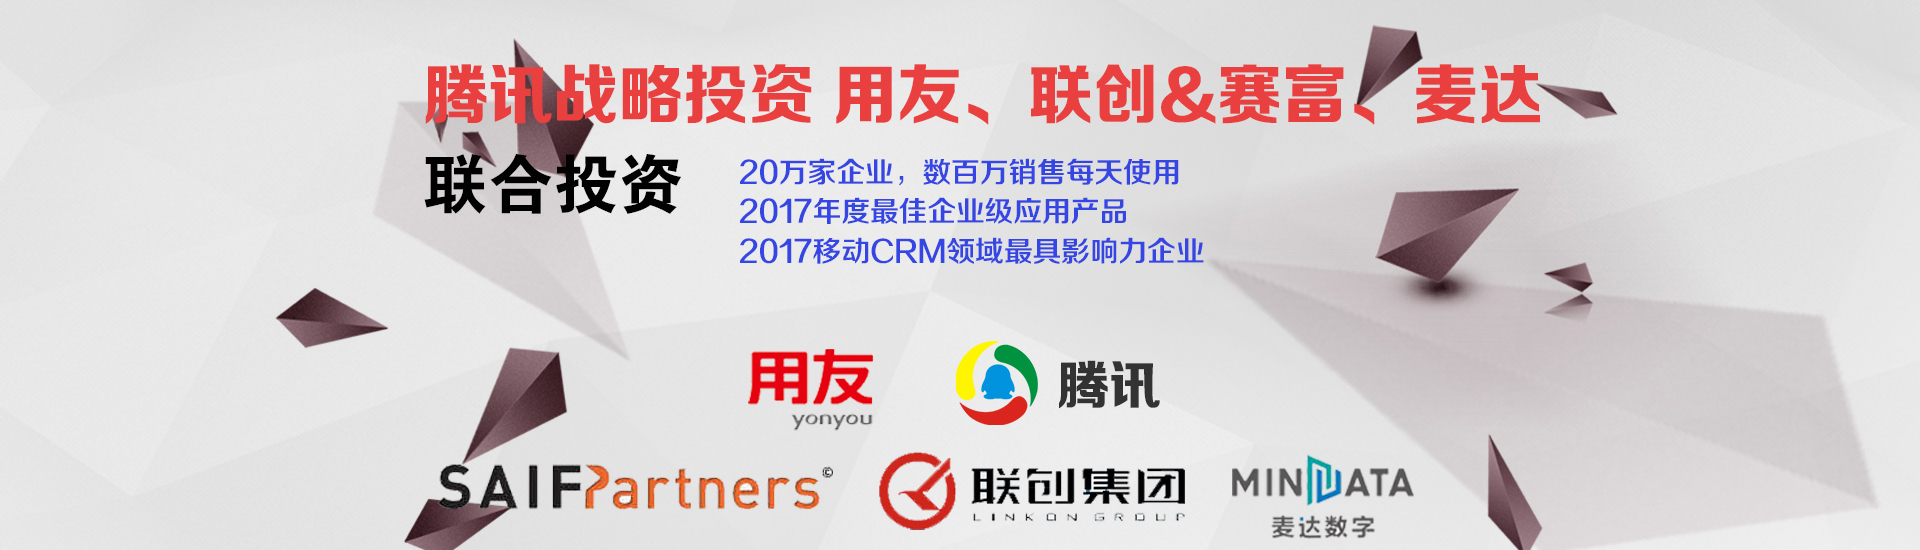 腾讯战略投资 用友、联创&赛富、麦达
联合投资
20万家企业，数百万销售每天使用
2017年度最佳企业级应用产品
2017移动CRM领域最具影响力企业
用友
yonyou
腾讯
SAIF Partners©
联创集团
LINKON GROUP
MINDATA
麦达数字